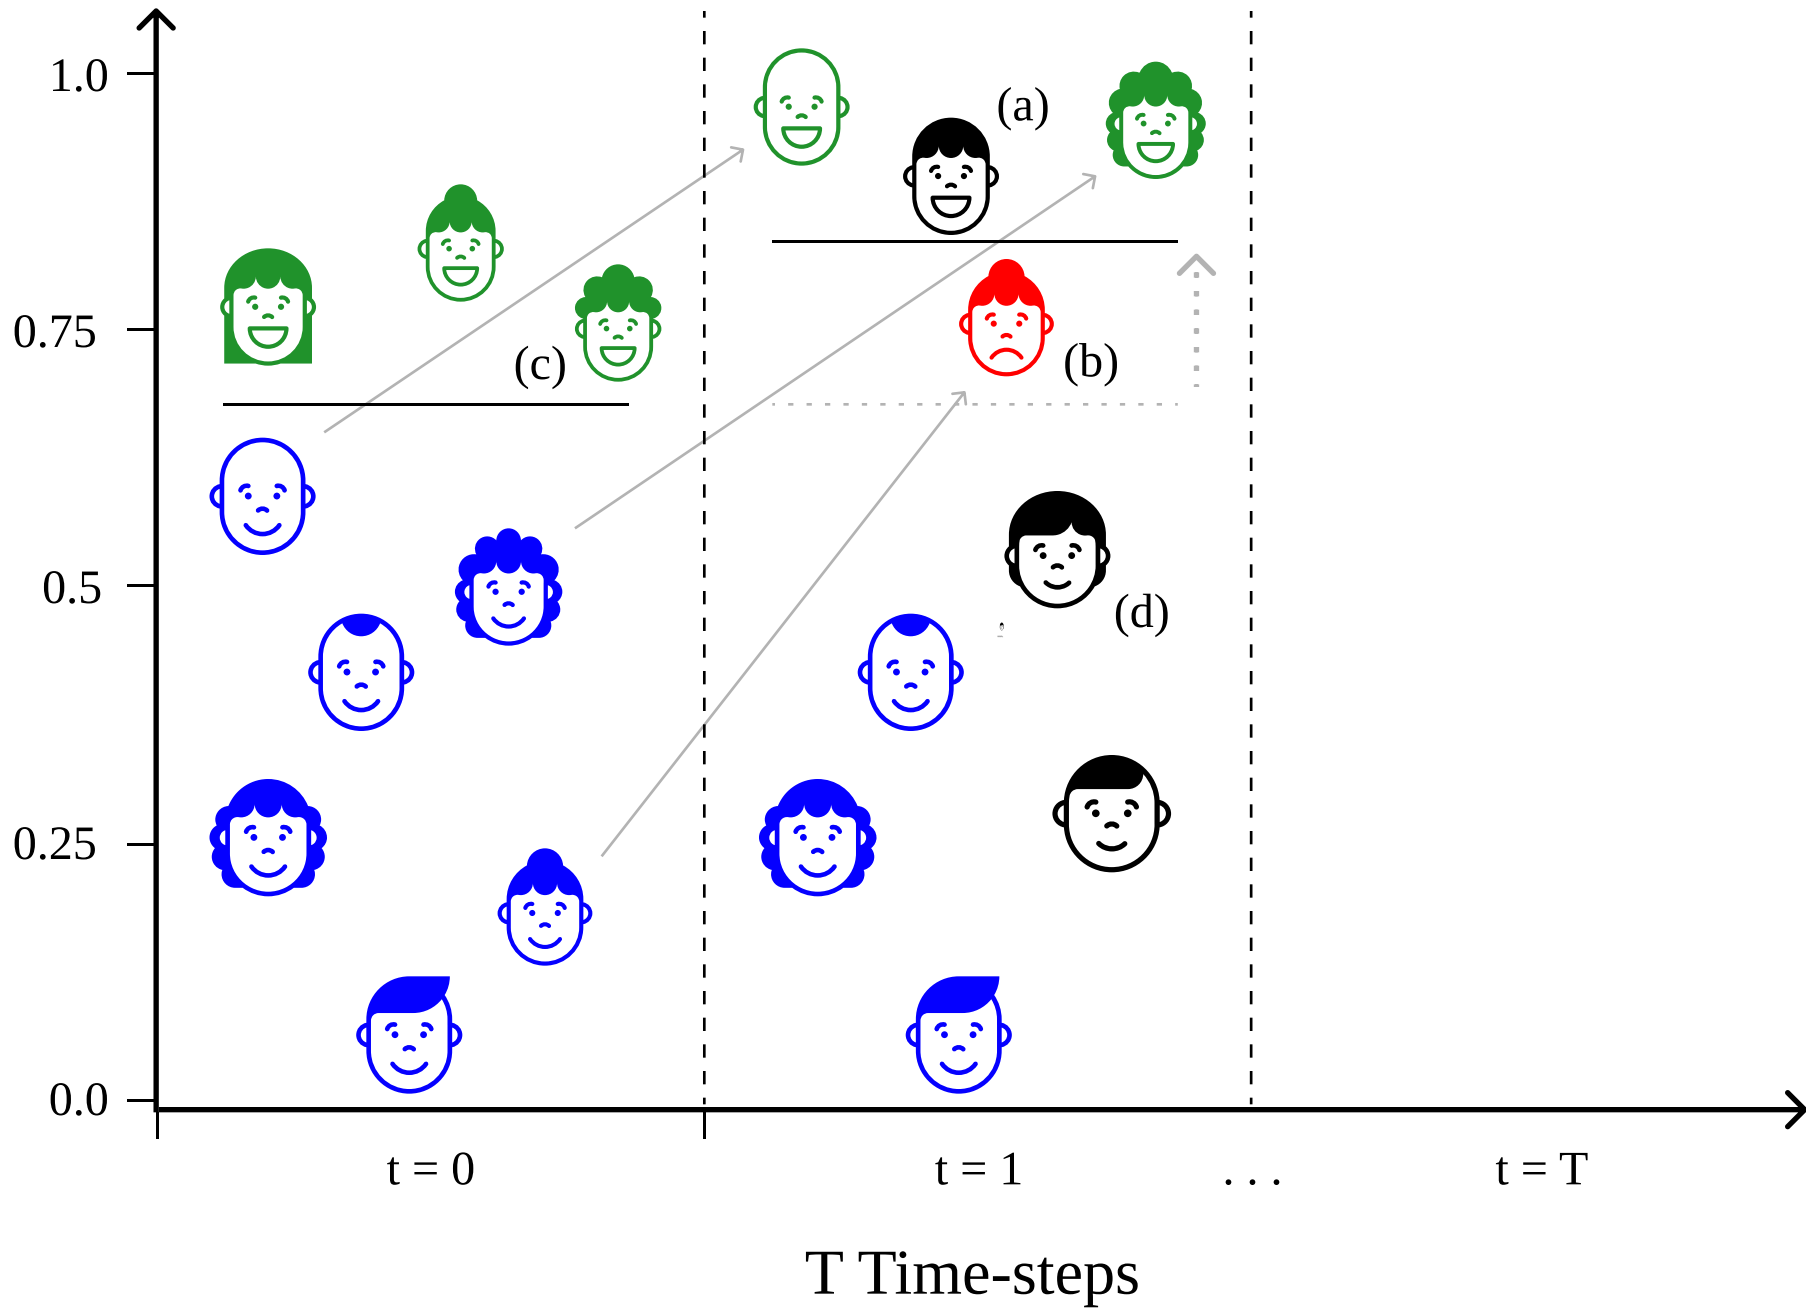 1.0
(a)
0.75
(c)
(b)
0.5
(d)
0.25
0.0
t = 0
t = 1
. . .
t = T
T Time-steps